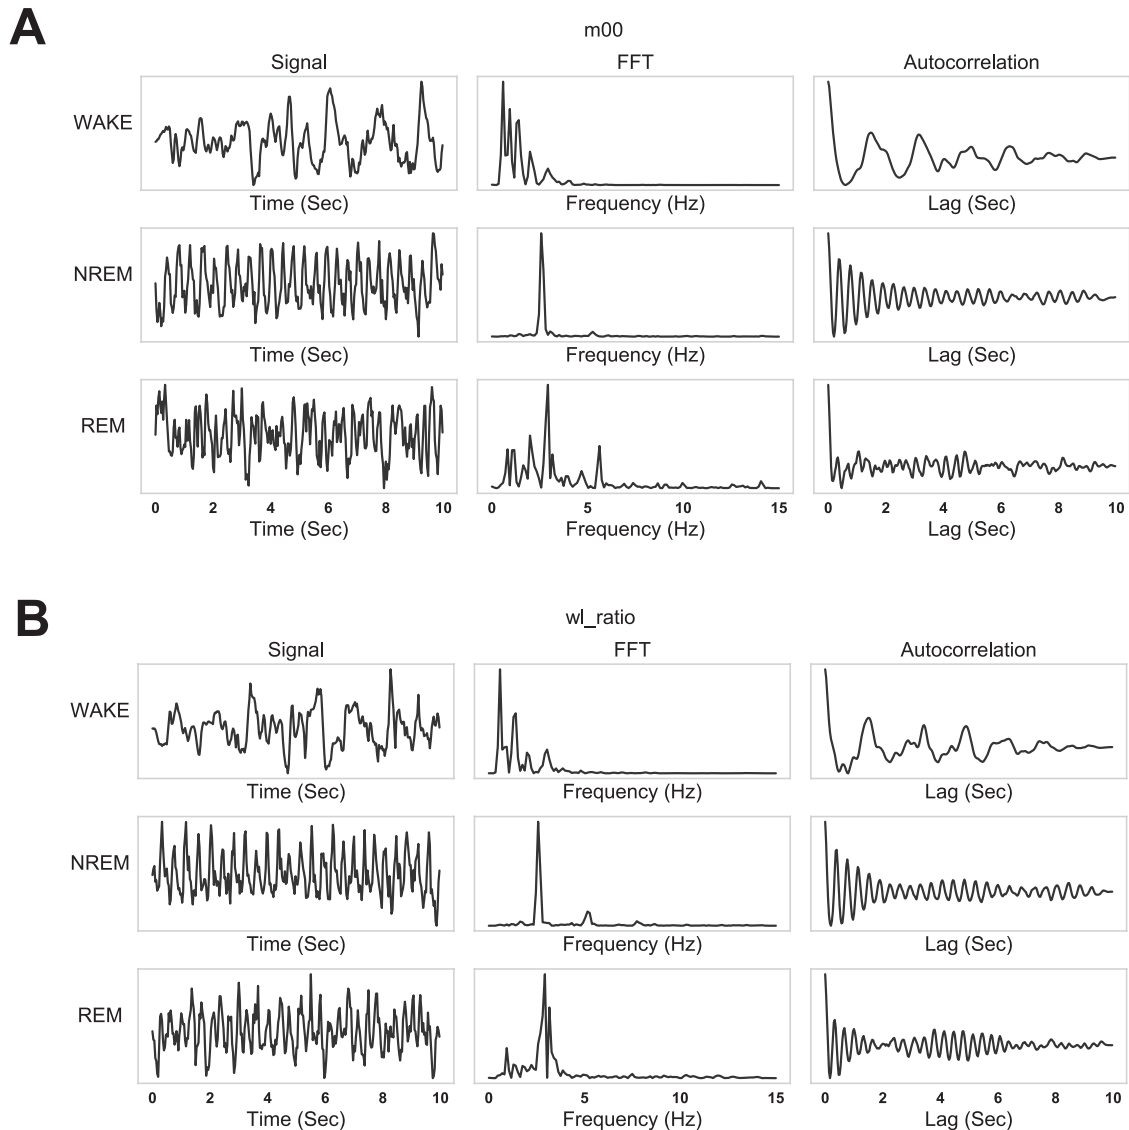 A
m00
Signal FFT Autocorrelation
WAKE
Time (Sec) Frequency (Hz) Lag (Sec)
NREM
Time (Sec) Frequency (Hz) Lag (Sec)
REM
0 2 4 6 8 10 0 5 10 15 0 2 4 6 8 10
Time (Sec) Frequency (Hz) Lag (Sec)
B
wl_ratio
Signal FFT Autocorrelation
WAKE
Time (Sec) Frequency (Hz) Lag (Sec)
NREM
Time (Sec) Frequency (Hz) Lag (Sec)
REM
0 2 4 6 8 10 0 5 10 15 0 2 4 6 8 10
Time (Sec) Frequency (Hz) Lag (Sec)